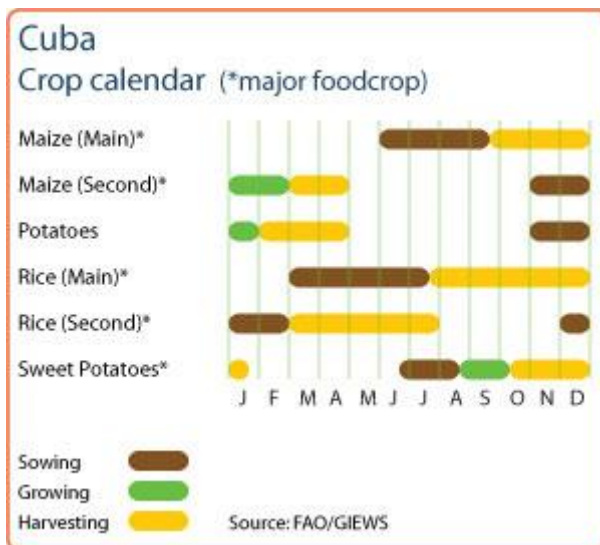 Cuba
Crop calendar (*major foodcrop)
Maize (Main)*
Maize (Second)*
Potatoes
Rice (Main)*
Rice (Second)*
Sweet Potatoes*
J F M A M J J A S O N D
Sowing
Growing
Harvesting Source: FAO/GIEWS